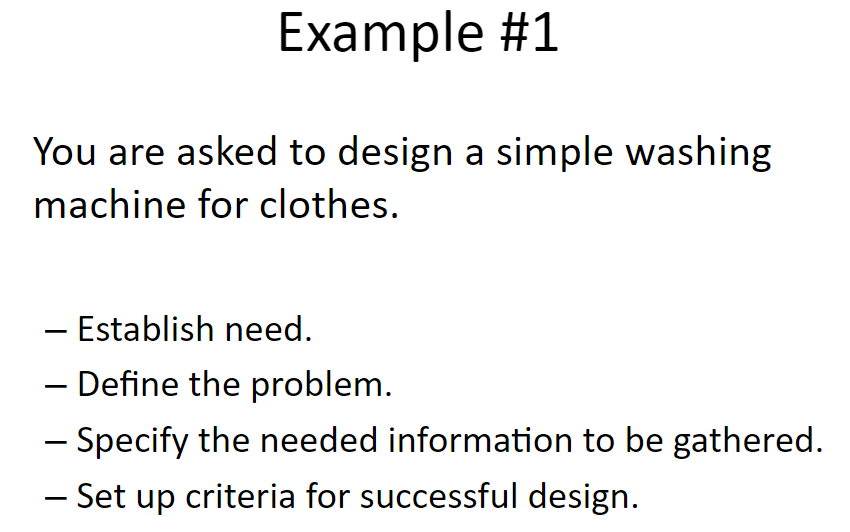 Example #1
You are asked to design a simple washing
machine for clothes.
– Establish need.
– Define the problem.
– Specify the needed information to be gathered.
– Set up criteria for successful design.